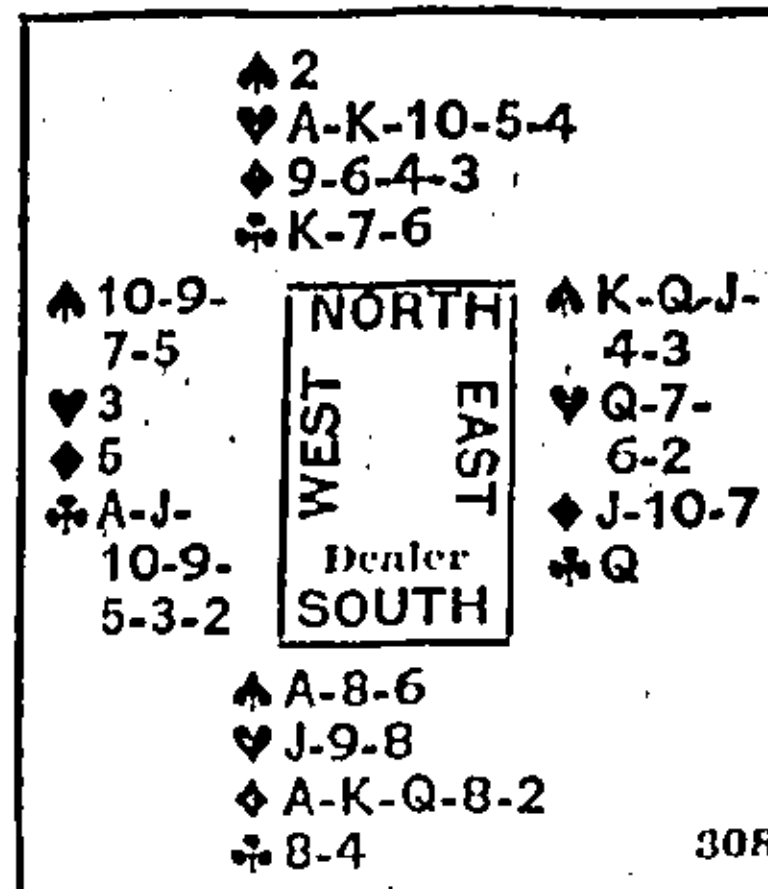 ♠ 2
♥ A-K-10-5-4
♦ 9-6-4-3
♣ K-7-6
♠ 10-9-
7-5
♥ 3
♦ 5
♣ A-J-
10-9-
5-3-2
NORTH
WEST
EAST
Dealer
SOUTH
♠ K-Q-J-
4-3
♥ Q-7-
6-2
♦ J-10-7
♣ Q
♠ A-8-6
♥ J-9-8
♦ A-K-Q-8-2
♣ 8-4
308